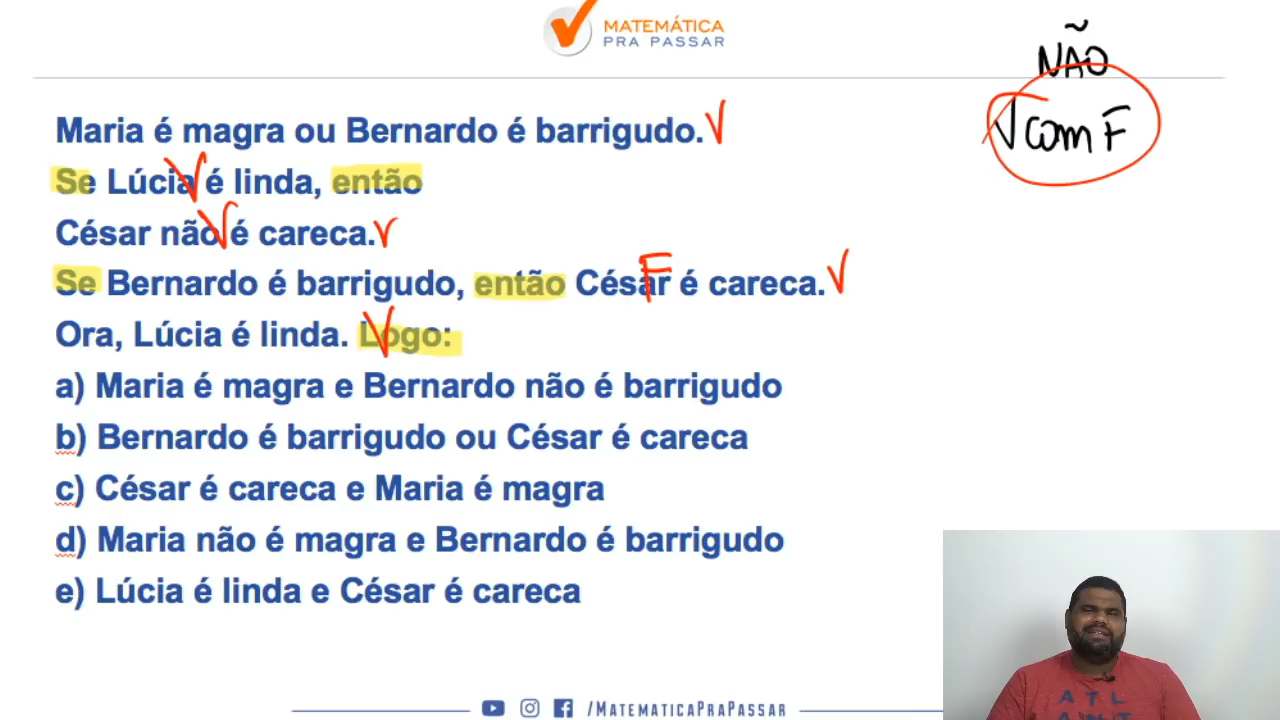 MATEMÁTICA
PRA PASSAR
NÃO
V com F
Maria é magra ou Bernardo é barrigudo. V
Se Lúcia é linda, então
V
César não é careca. V
V
Se Bernardo é barrigudo, então César é careca. V
F
Ora, Lúcia é linda. Logo:
V
a) Maria é magra e Bernardo não é barrigudo
b) Bernardo é barrigudo ou César é careca
c) César é careca e Maria é magra
d) Maria não é magra e Bernardo é barrigudo
e) Lúcia é linda e César é careca
ATL
/MATEMATICAPRAPASSAR